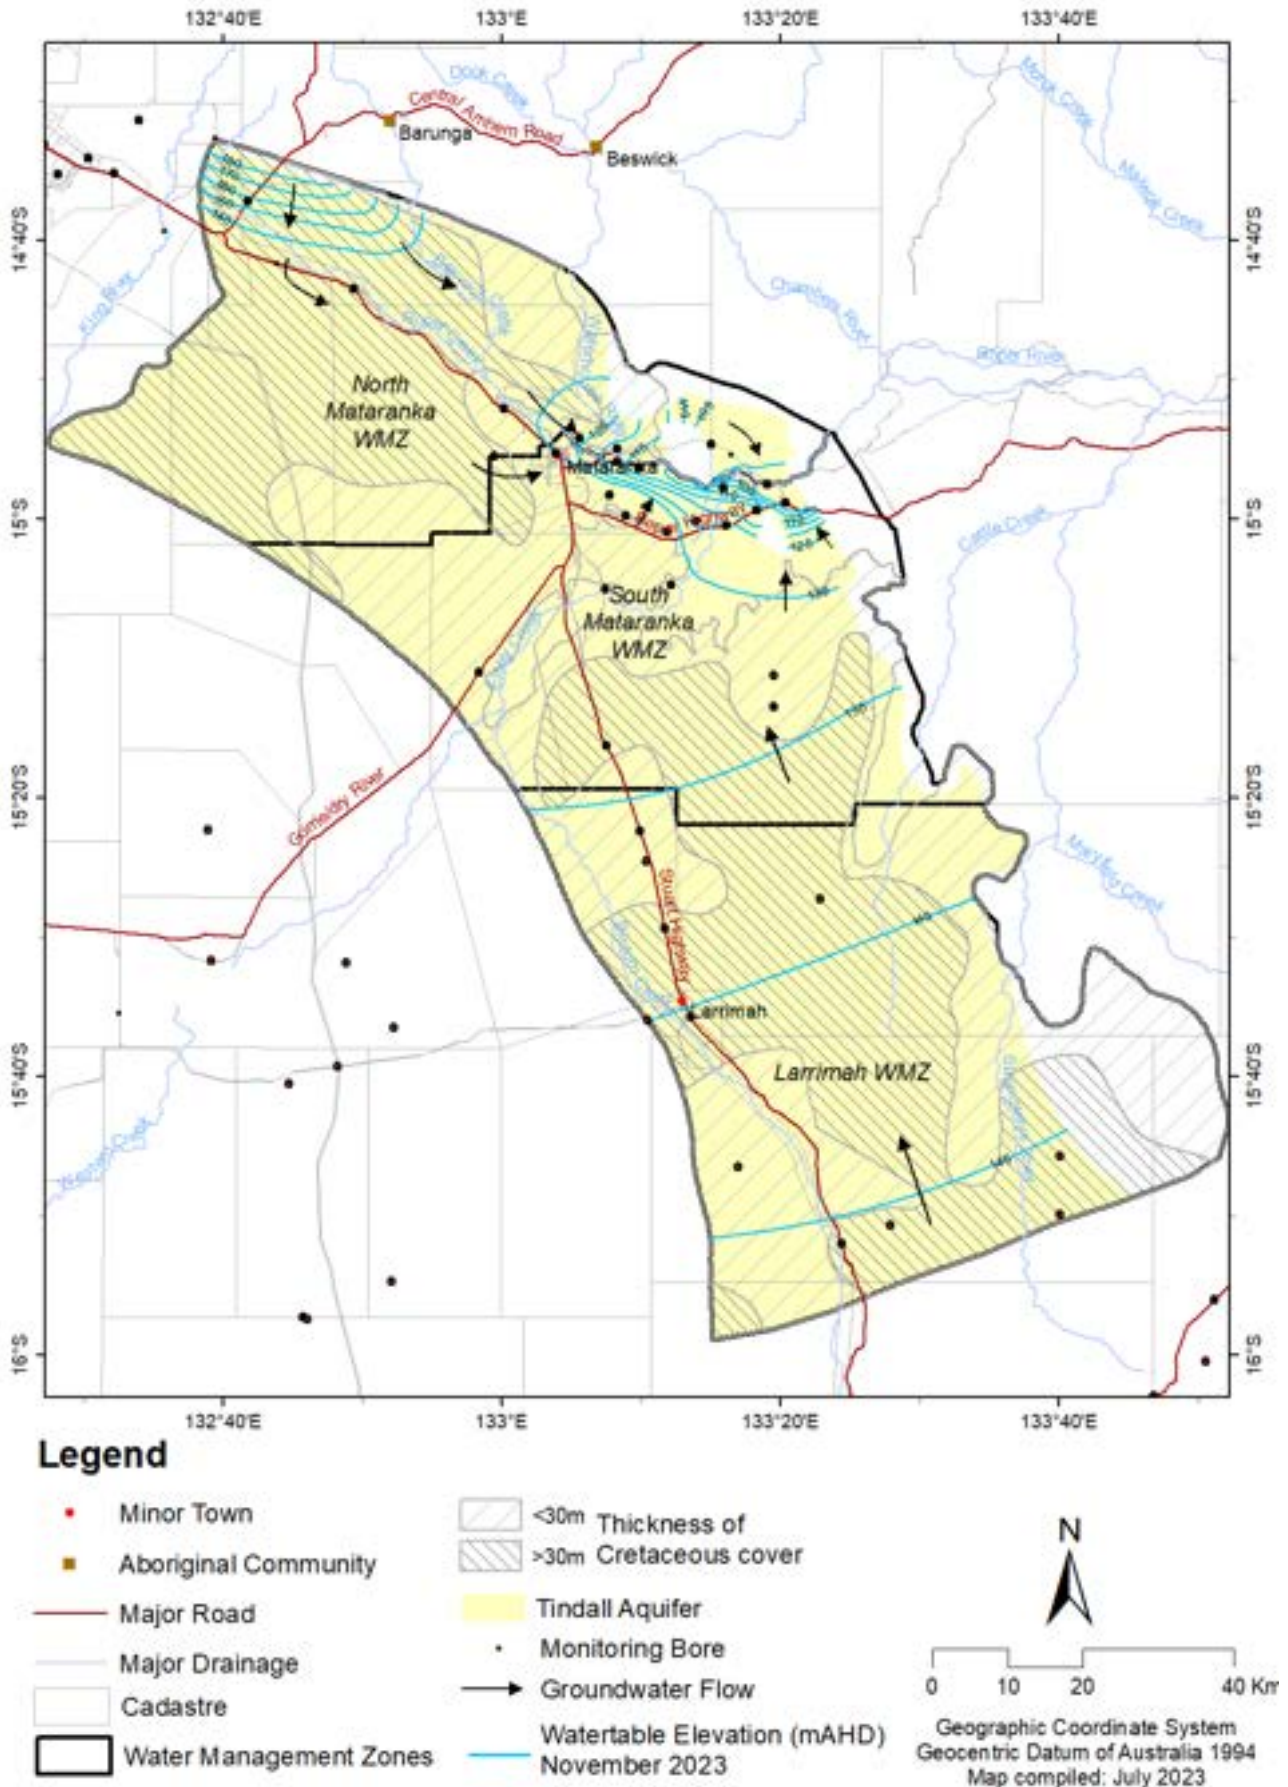 132°40'E
133°E
133°20'E
133°40'E
Central Arnhem Road
Barunga
Beswick
14°40'S
14°40'S
King River
Chambers River
Roper River
North
Mataranka
WMZ
Mataranka
15°S
15°S
Roper Highway
Cattle Creek
130
South
Mataranka
WMZ
130
15°20'S
15°20'S
Stuart Highway
Larrimah
Larrimah WMZ
15°40'S
15°40'S
16°S
16°S
132°40'E
133°E
133°20'E
133°40'E
Legend
Minor Town
Aboriginal Community
Major Road
Major Drainage
Cadastre
Water Management Zones
<30m
>30m
Thickness of
Cretaceous cover
Tindall Aquifer
Monitoring Bore
Groundwater Flow
Watertable Elevation (mAHD)
November 2023
N
0 10 20 40 Km
Geographic Coordinate System
Geocentric Datum of Australia 1994
Map compiled: July 2023